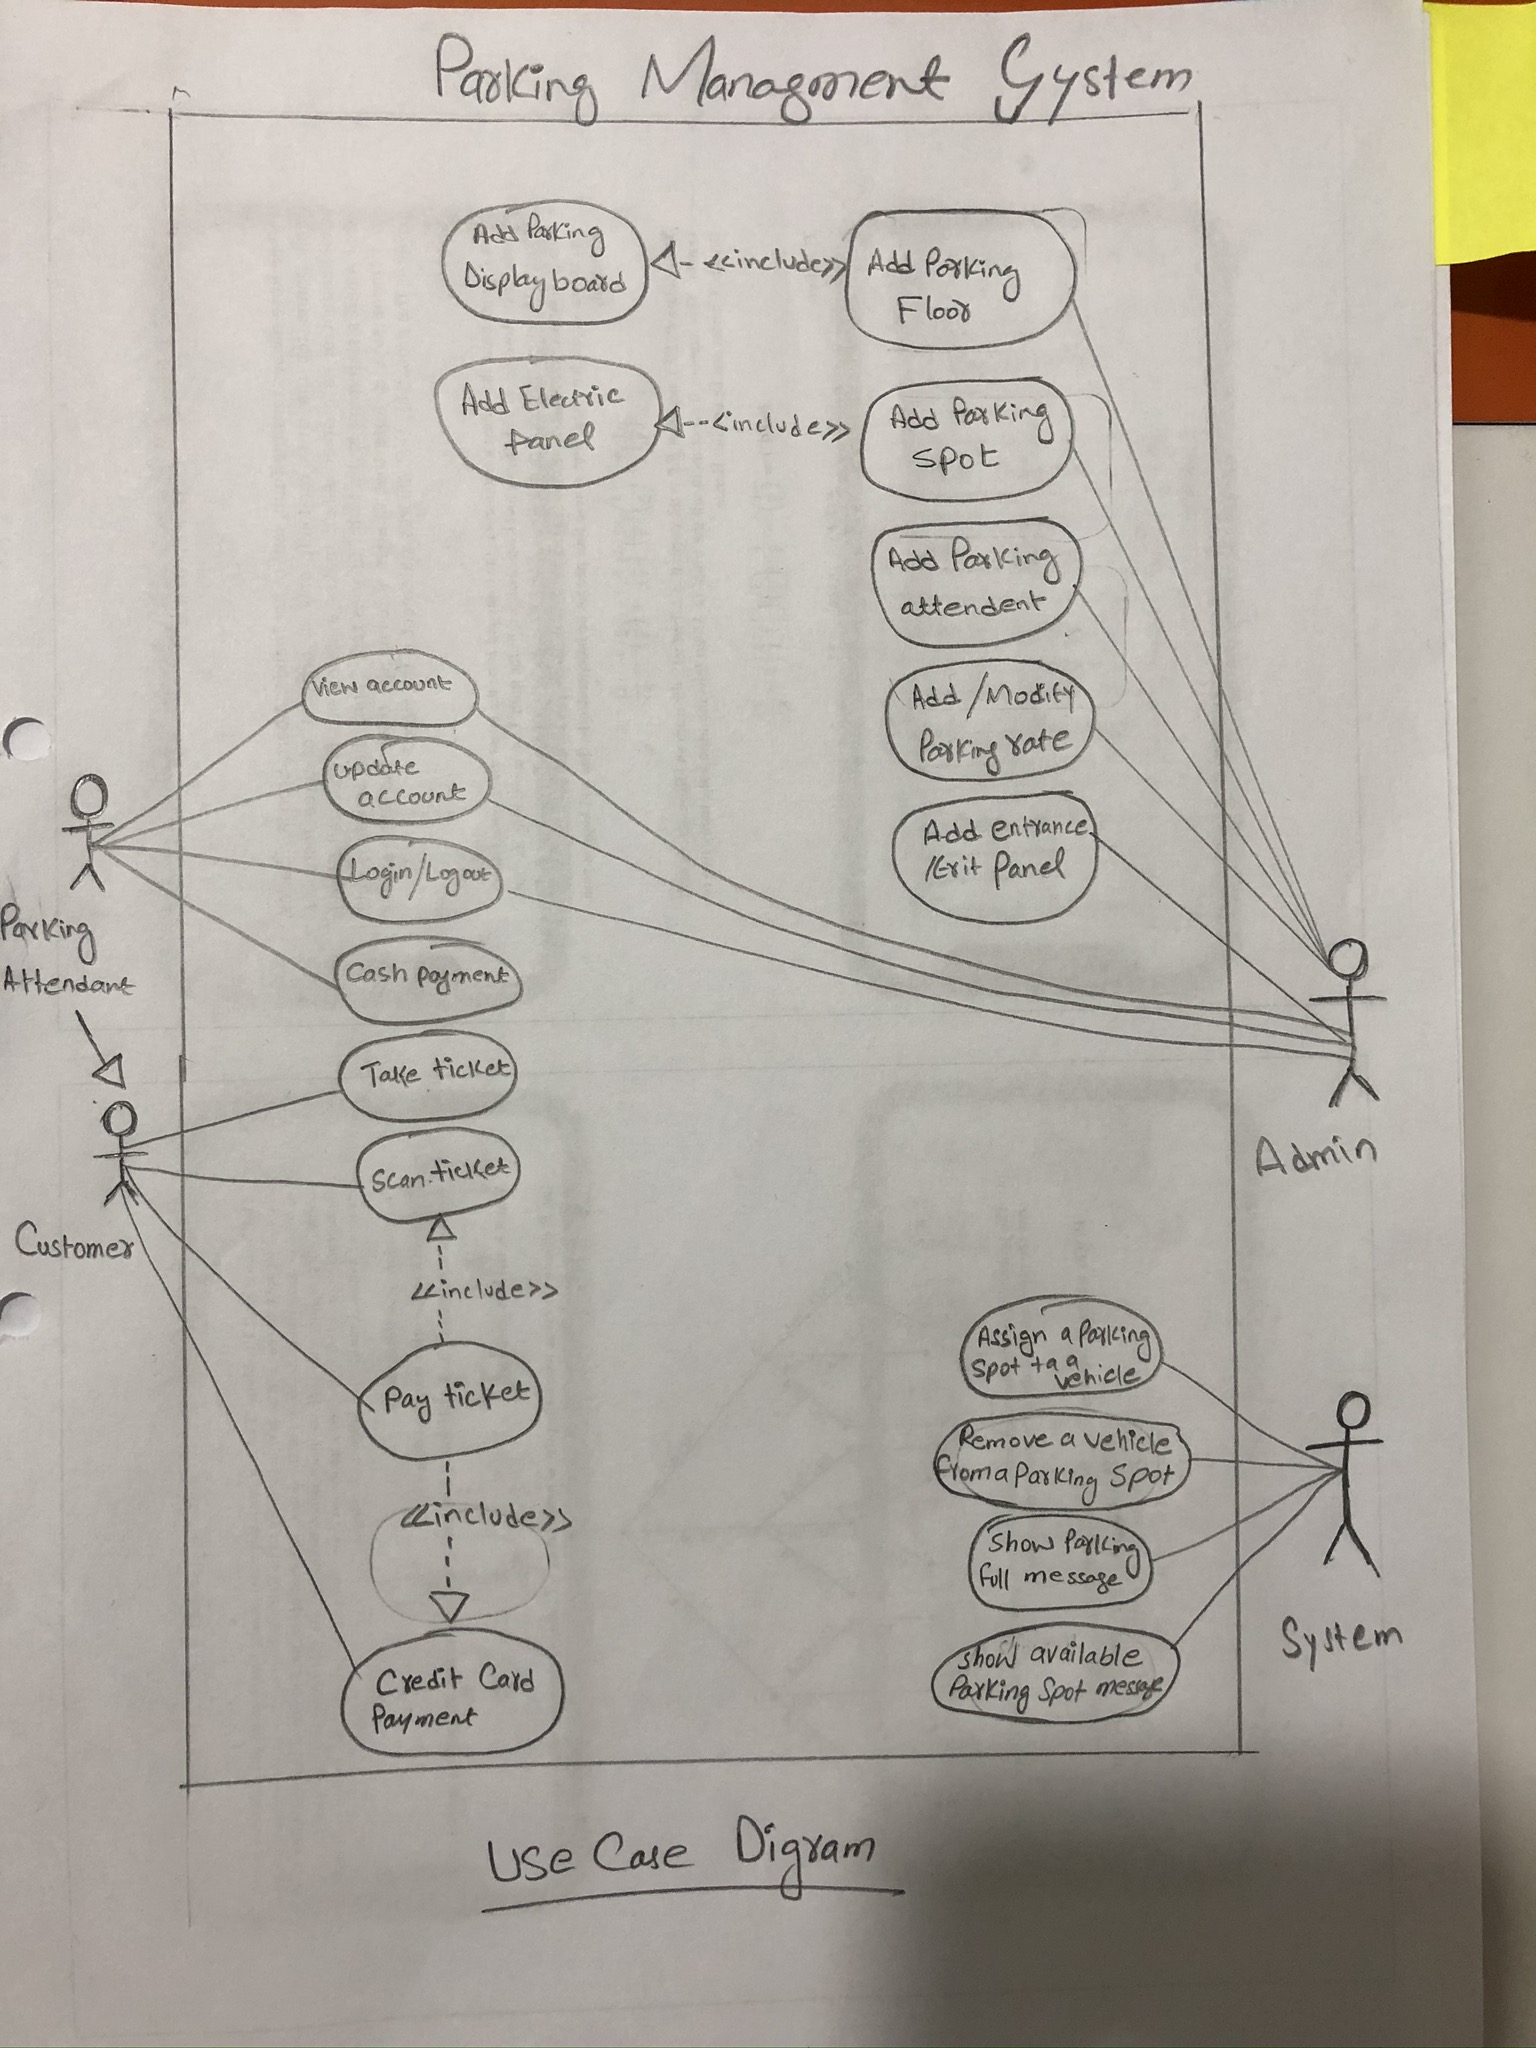 Parking Managment System
Add Parking
Display board
<<include>>
Add Parking
Floor
Add Electric
Panel
<include>>
Add Parking
Spot
Add Parking
attendent
View account
Add/Modify
Parking rate
update
account
Add entrance
/Exit Panel
Login/Logout
Parking
Attendant
Cash payment
Take ticket
Admin
Scan ticket
Customer
<<include>>
Assign a Parking
Spot to a
vehicle
Pay ticket
Remove a vehicle
from a Parking Spot
<<include>>
Show Parking
full message
System
Show available
Parking Spot message
Credit Card
Payment
Use Case Digram